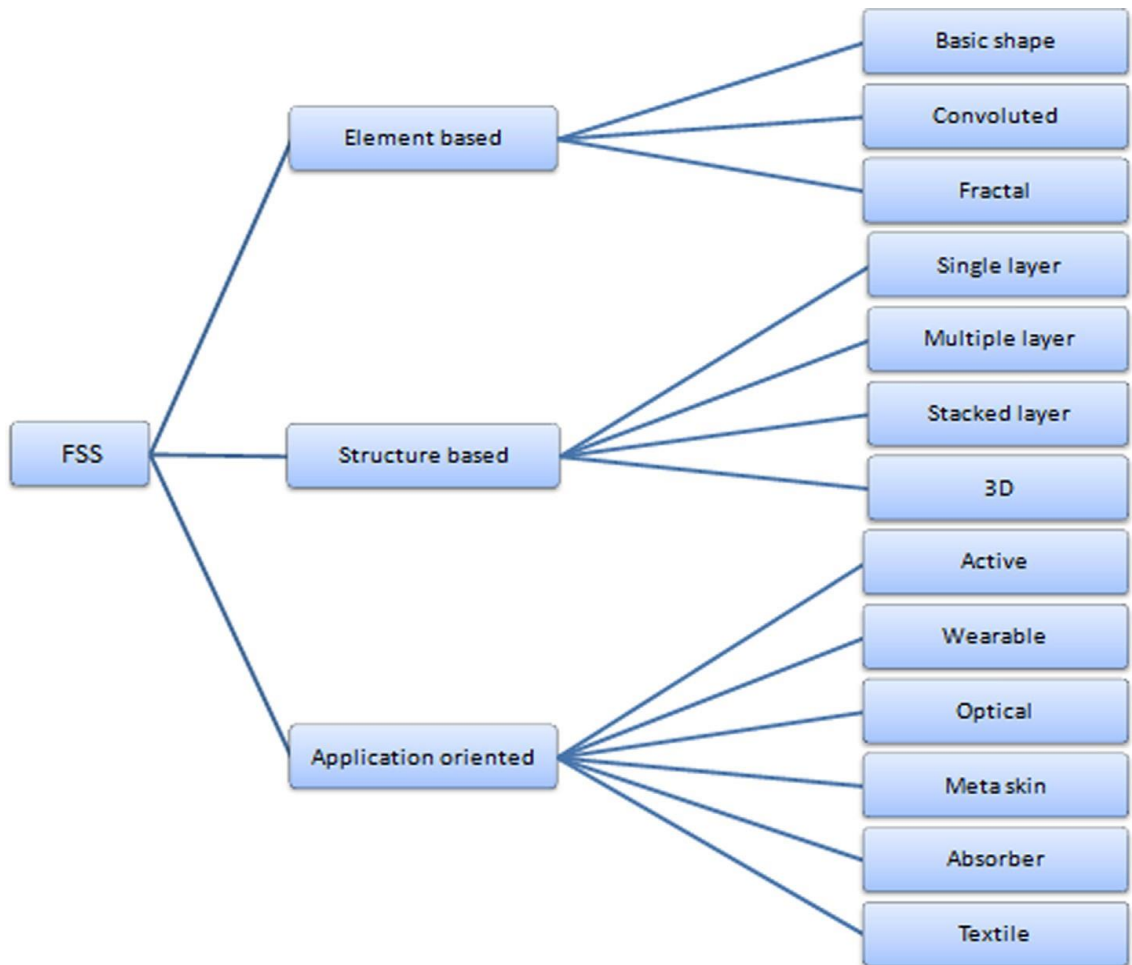 Basic shape
Element based
Convoluted
Fractal
Single layer
Multiple layer
Stacked layer
FSS
Structure based
3D
Active
Wearable
Optical
Application oriented
Meta skin
Absorber
Textile